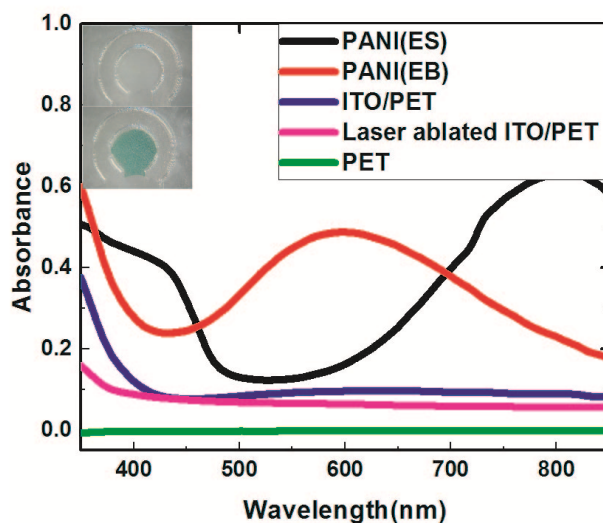 1.0
PANI(ES)
PANI(EB)
0.8
ITO/PET
Laser ablated ITO/PET
PET
0.6
Absorbance
0.4
0.2
0.0
400 500 600 700 800
Wavelength(nm)